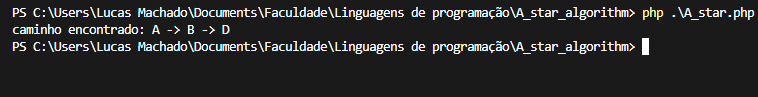 PS C:\Users\Lucas Machado\Documents\Faculdade\Linguagens de programação\A_star_algorithm> php .\A_star.php
caminho encontrado: A -> B -> D
PS C:\Users\Lucas Machado\Documents\Faculdade\Linguagens de programação\A_star_algorithm>